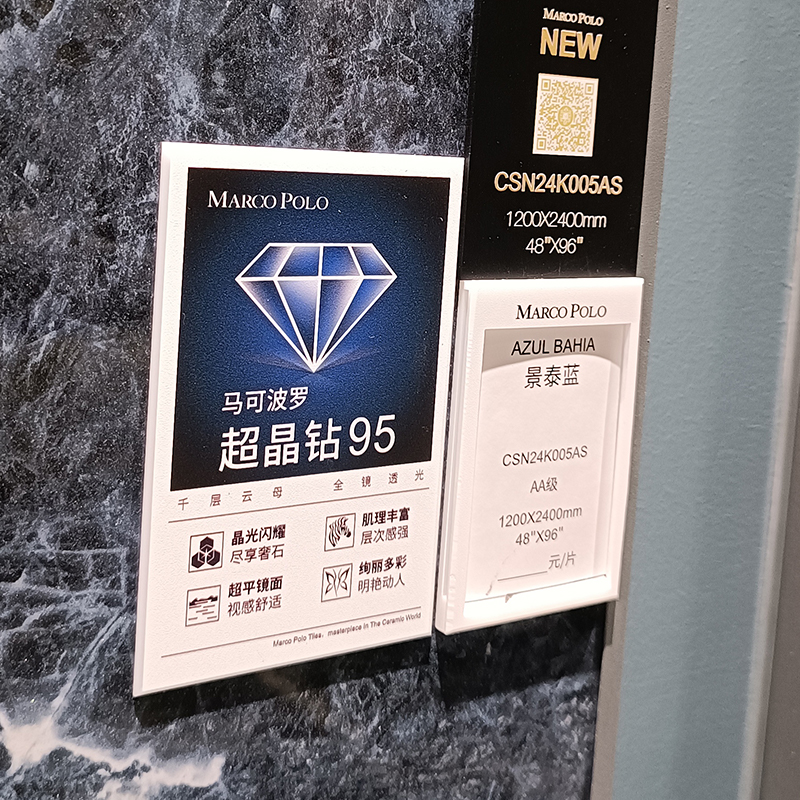 MARCO POLO
马可波罗
超晶钻95
千层云母 全镜透光
晶光闪耀
尽享奢石
肌理丰富
层次感强
超平镜面
视感舒适
绚丽多彩
明艳动人
Marco Polo Tiles, masterpiece In The Ceramic World
MARCO POLO
NEW
CSN24K005AS
1200X2400mm
48"X96"
MARCO POLO
AZUL BAHIA
景泰蓝
CSN24K005AS
AA级
1200X2400mm
48"X96"
元/片